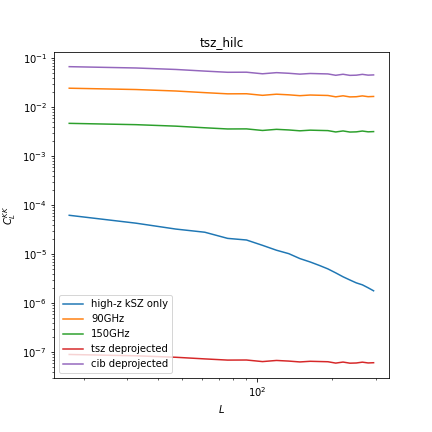 tsz_hilc
10⁻¹
10⁻²
10⁻³
10⁻⁴
10⁻⁵
10⁻⁶
10⁻⁷
C_L^{KK}
high-z kSZ only
90GHz
150GHz
tsz deprojected
cib deprojected
10²
L